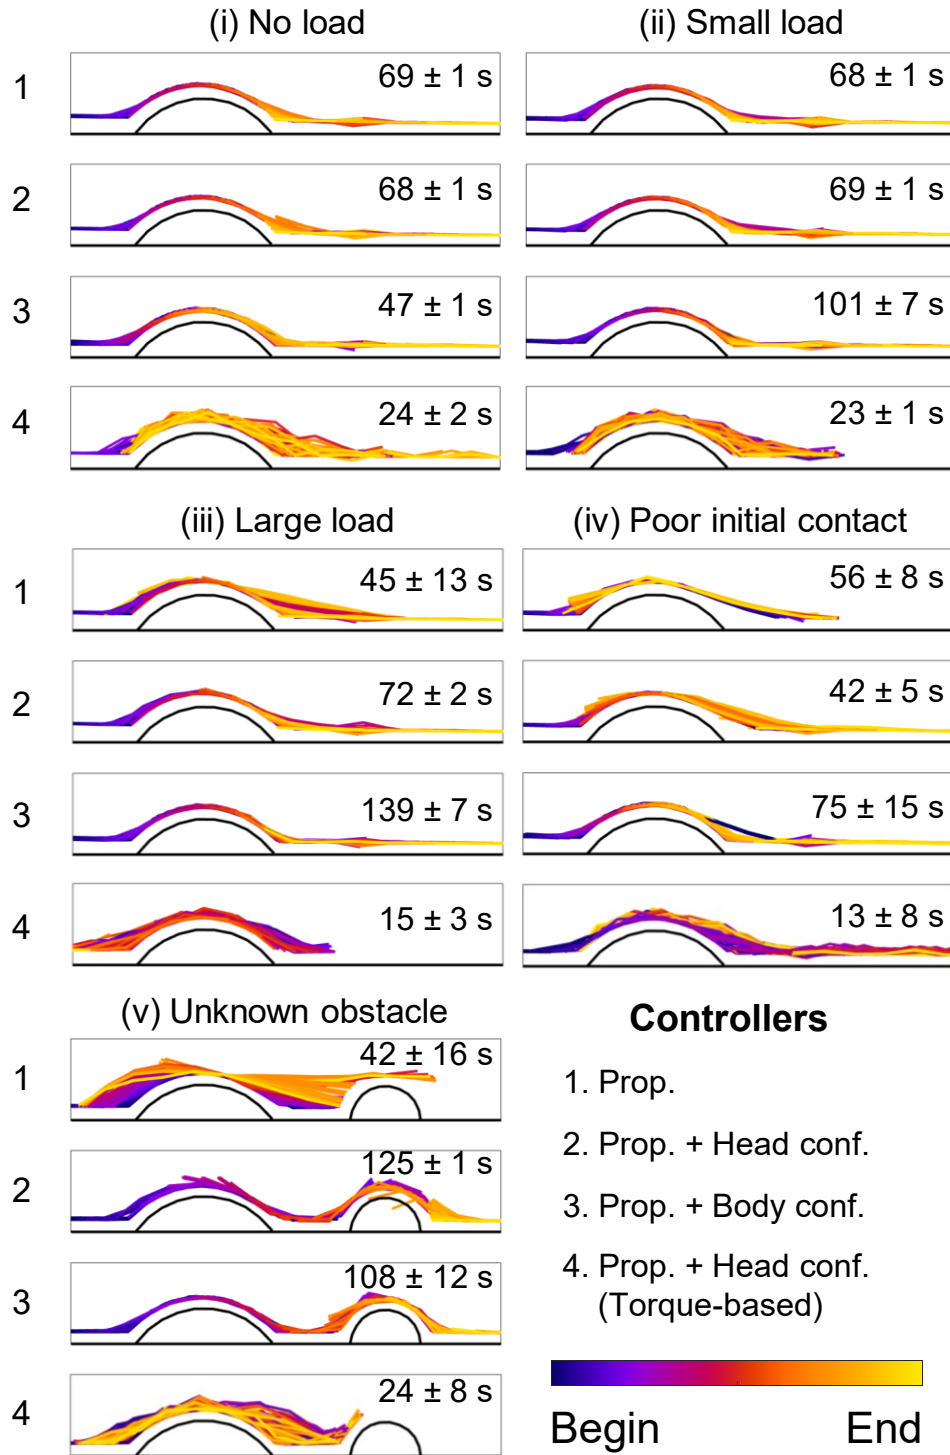 (i) No load
1
69 ± 1 s
2
68 ± 1 s
3
47 ± 1 s
4
24 ± 2 s
(ii) Small load
68 ± 1 s
69 ± 1 s
101 ± 7 s
23 ± 1 s
(iii) Large load
1
45 ± 13 s
2
72 ± 2 s
3
139 ± 7 s
4
15 ± 3 s
(iv) Poor initial contact
56 ± 8 s
42 ± 5 s
75 ± 15 s
13 ± 8 s
(v) Unknown obstacle
1
42 ± 16 s
2
125 ± 1 s
3
108 ± 12 s
4
24 ± 8 s
Controllers
1. Prop.
2. Prop. + Head conf.
3. Prop. + Body conf.
4. Prop. + Head conf.
(Torque-based)
Begin
End